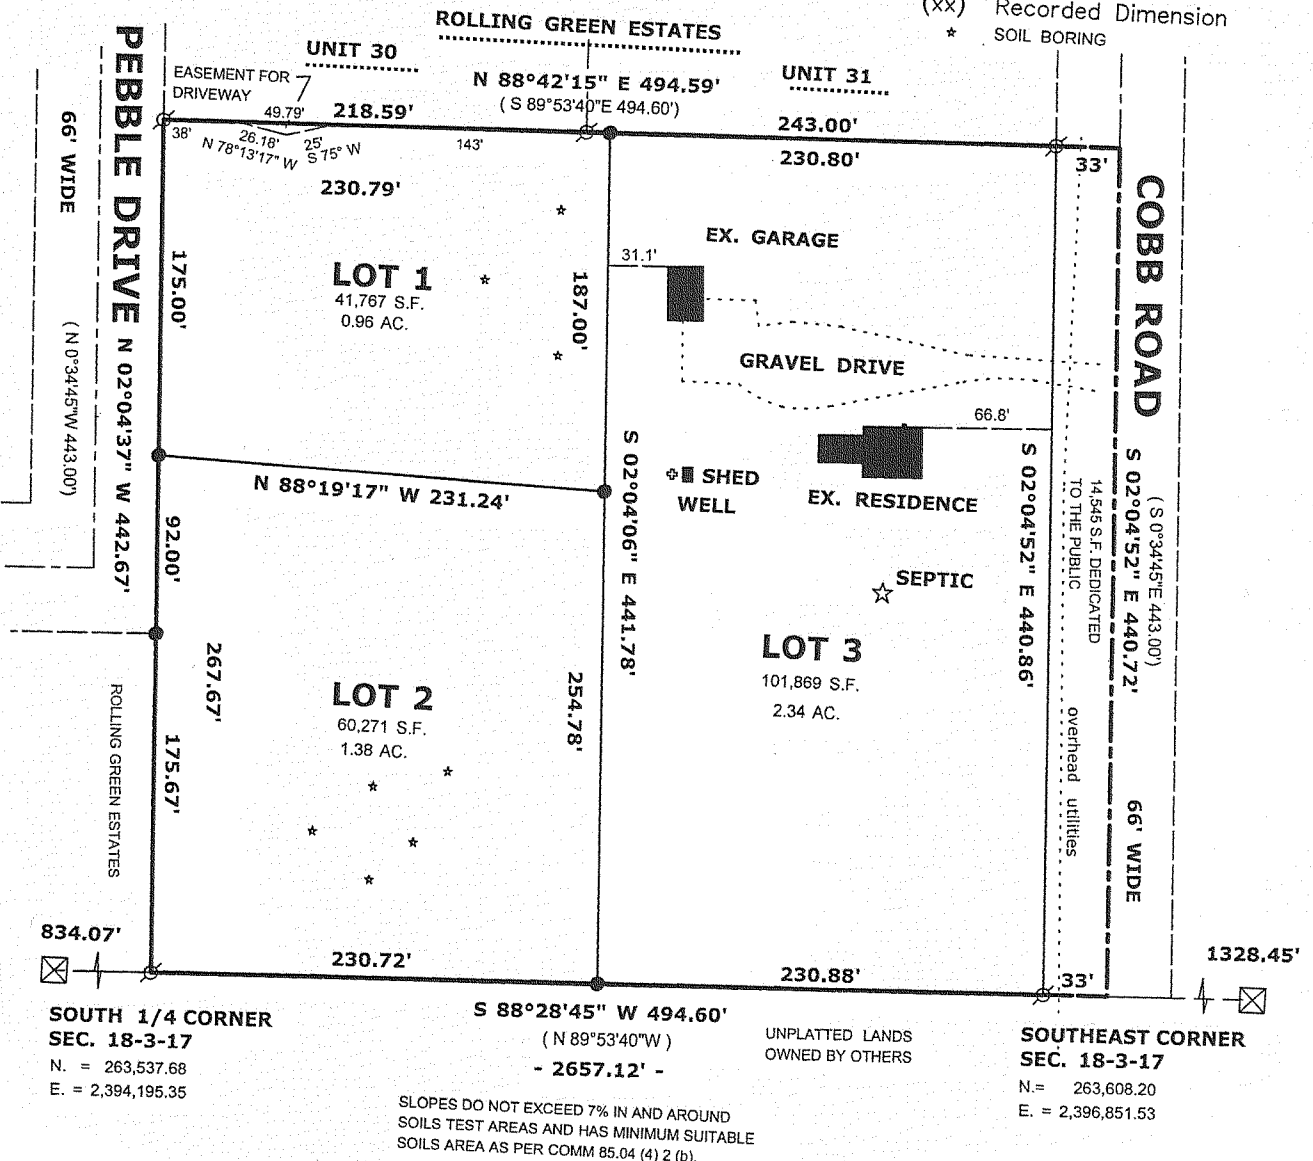 (XX) Recorded Dimension
SOIL BORING
ROLLING GREEN ESTATES
UNIT 30
UNIT 31
N 88°42'15" E 494.59'
( S 89°53'40"E 494.60')
EASEMENT FOR
DRIVEWAY
49.79'
218.59'
243.00'
38'
26.18'
25'
N 78°13'17" W
S 75° W
143'
230.79'
230.80'
33'
PEBBLE DRIVE
66' WIDE
N 02°04'37" W 442.67'
( N 0°34'45"W 443.00')
175.00'
LOT 1
41,767 S.F.
0.96 AC.
187.00'
31.1'
EX. GARAGE
GRAVEL DRIVE
66.8'
COBB ROAD
N 88°19'17" W 231.24'
S 02°04'06" E 441.78'
SHED
WELL
EX. RESIDENCE
SEPTIC
S 02°04'52" E 440.86'
14,545 S.F. DEDICATED
TO THE PUBLIC
S 02°04'52" E 440.72'
( S 0°34'45"E 443.00')
92.00'
267.67'
ROLLING GREEN ESTATES
175.67'
LOT 2
60,271 S.F.
1.38 AC.
254.78'
LOT 3
101,869 S.F.
2.34 AC.
overhead utilities
66' WIDE
834.07'
230.72'
230.88'
33'
1328.45'
SOUTH 1/4 CORNER
SEC. 18-3-17
N. = 263,537.68
E. = 2,394,195.35
S 88°28'45" W 494.60'
( N 89°53'40"W )
- 2657.12' -
UNPLATTED LANDS
OWNED BY OTHERS
SOUTHEAST CORNER
SEC. 18-3-17
N.= 263,608.20
E. = 2,396,851.53
SLOPES DO NOT EXCEED 7% IN AND AROUND
SOILS TEST AREAS AND HAS MINIMUM SUITABLE
SOILS AREA AS PER COMM 85.04 (4) 2 (b).